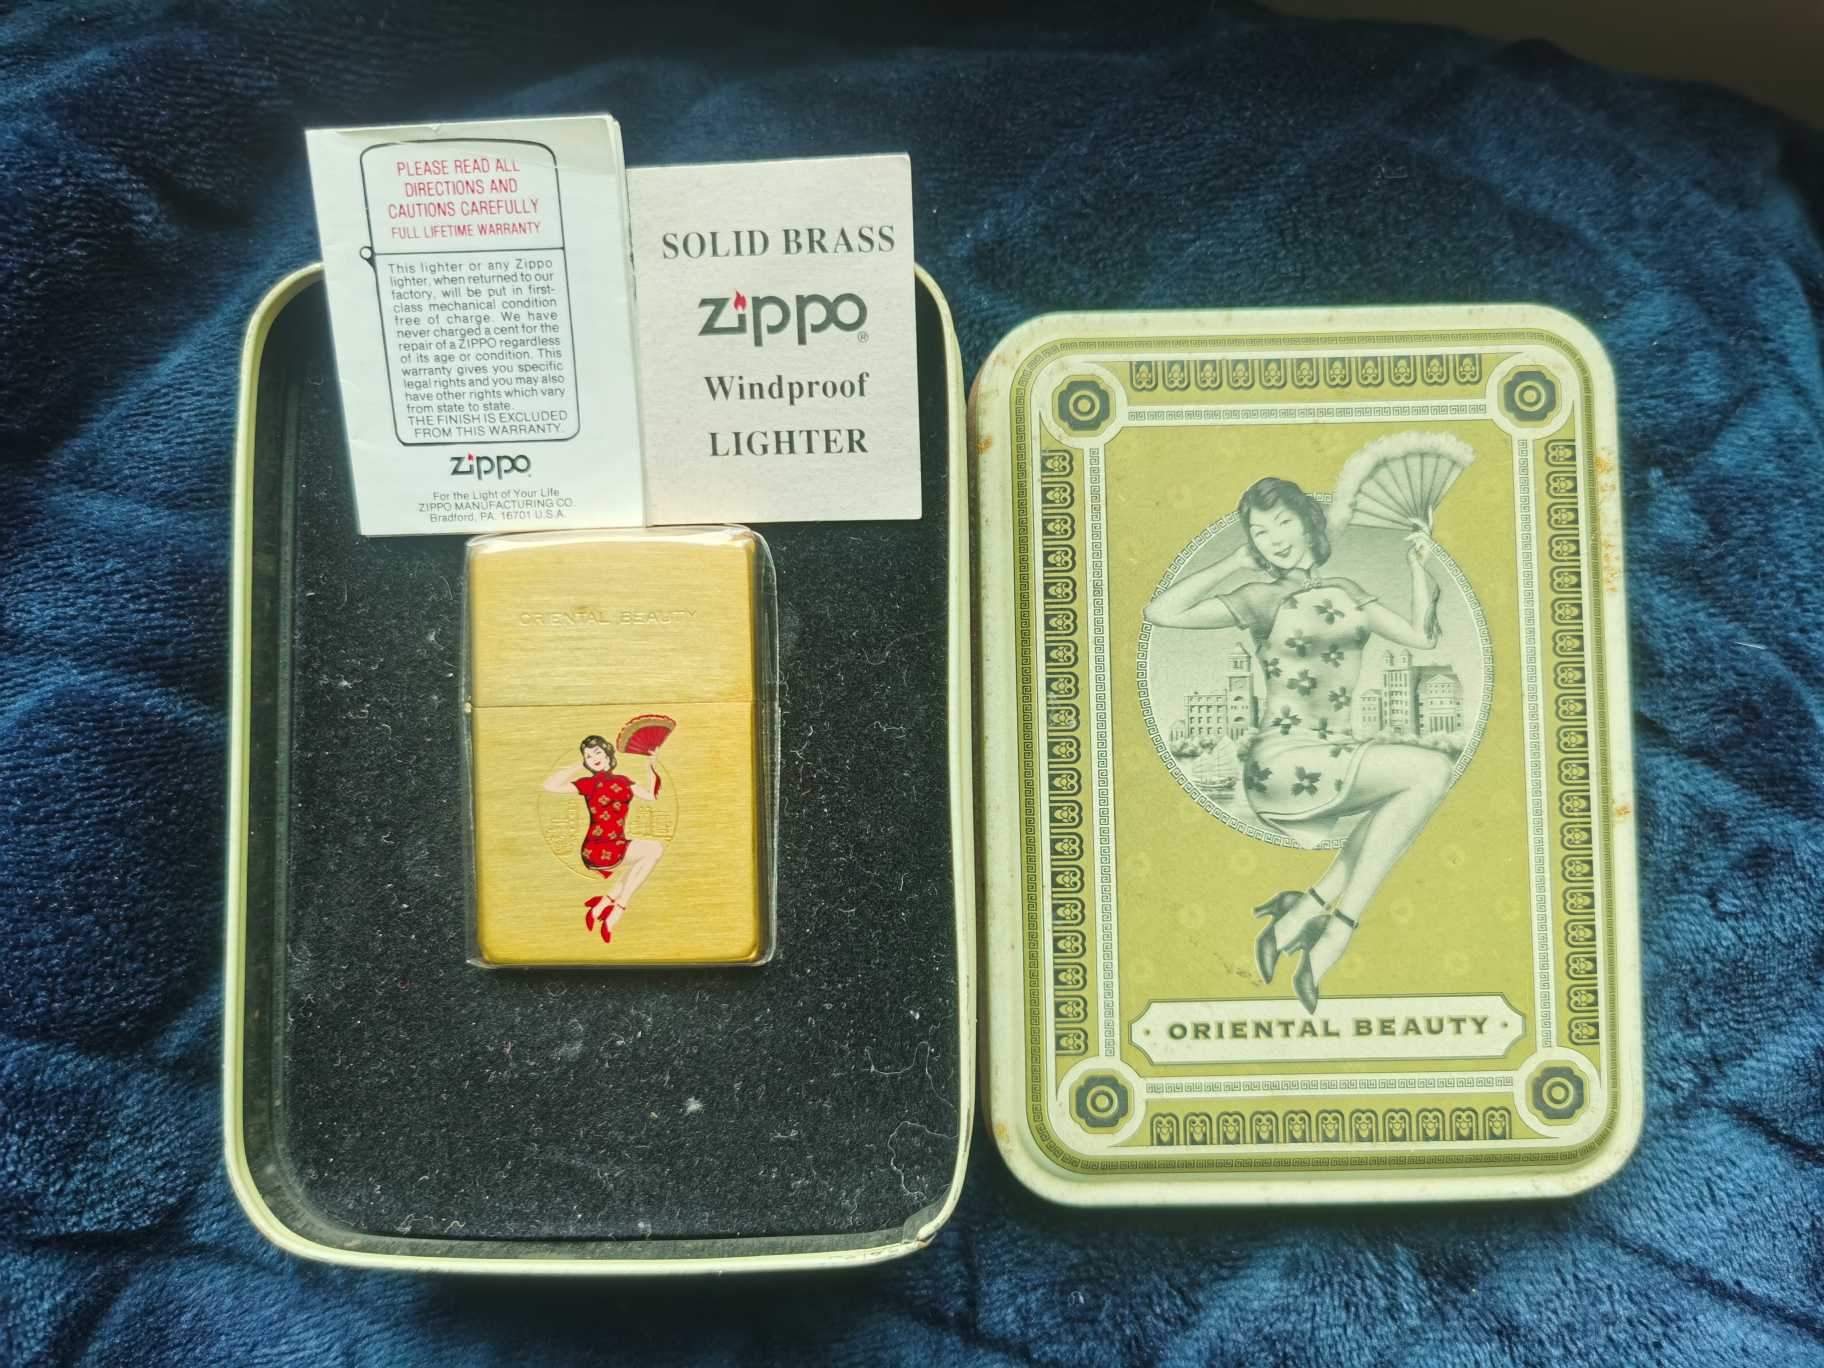 PLEASE READ ALL
DIRECTIONS AND
CAUTIONS CAREFULLY
FULL LIFETIME WARRANTY
This lighter or any Zippo
lighter, when returned to our
factory, will be put in first-
class mechanical condition
free of charge. We have
never charged a cent for the
repair of a ZIPPO regardless
of its age or condition. This
warranty gives you specific
legal rights and you may also
have other rights which vary
from state to state.
THE FINISH IS EXCLUDED
FROM THIS WARRANTY.
zippo
For the Light of Your Life
ZIPPO MANUFACTURING CO.
Bradford, PA. 16701 U.S.A.
SOLID BRASS
zippo®
Windproof
LIGHTER
ORIENTAL BEAUTY
· ORIENTAL BEAUTY ·